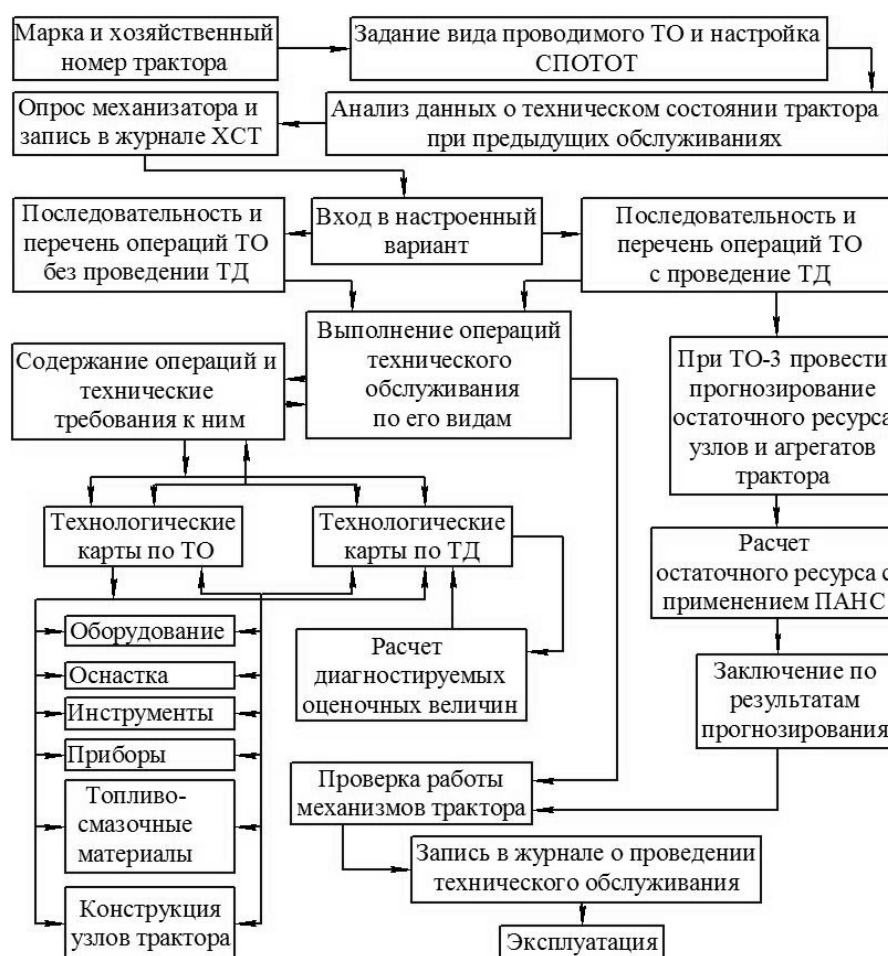 Марка и хозяйственный
номер трактора
Задание вида проводимого ТО и настройка
СПОТОТ
Опрос механизатора и
запись в журнале ХСТ
Анализ данных о техническом состоянии трактора
при предыдущих обслуживаниях
Последовательность и
перечень операций ТО
без проведении ТД
Вход в настроенный
вариант
Последовательность и
перечень операций ТО
с проведение ТД
Содержание операций и
технические
требования к ним
Выполнение операций
технического
обслуживания
по его видам
При ТО-3 провести
прогнозирование
остаточного ресурса
узлов и агрегатов
трактора
Технологические
карты по ТО
Технологические
карты по ТД
Расчет
остаточного ресурса с
применением ПАНС
Оборудование
Оснастка
Инструменты
Приборы
Топливо-
смазочные
материалы
Конструкция
узлов трактора
Расчет
диагностируемых
оценочных величин
Заключение по
результатам
прогнозирования
Проверка работы
механизмов трактора
Запись в журнале о проведении
технического обслуживания
Эксплуатация